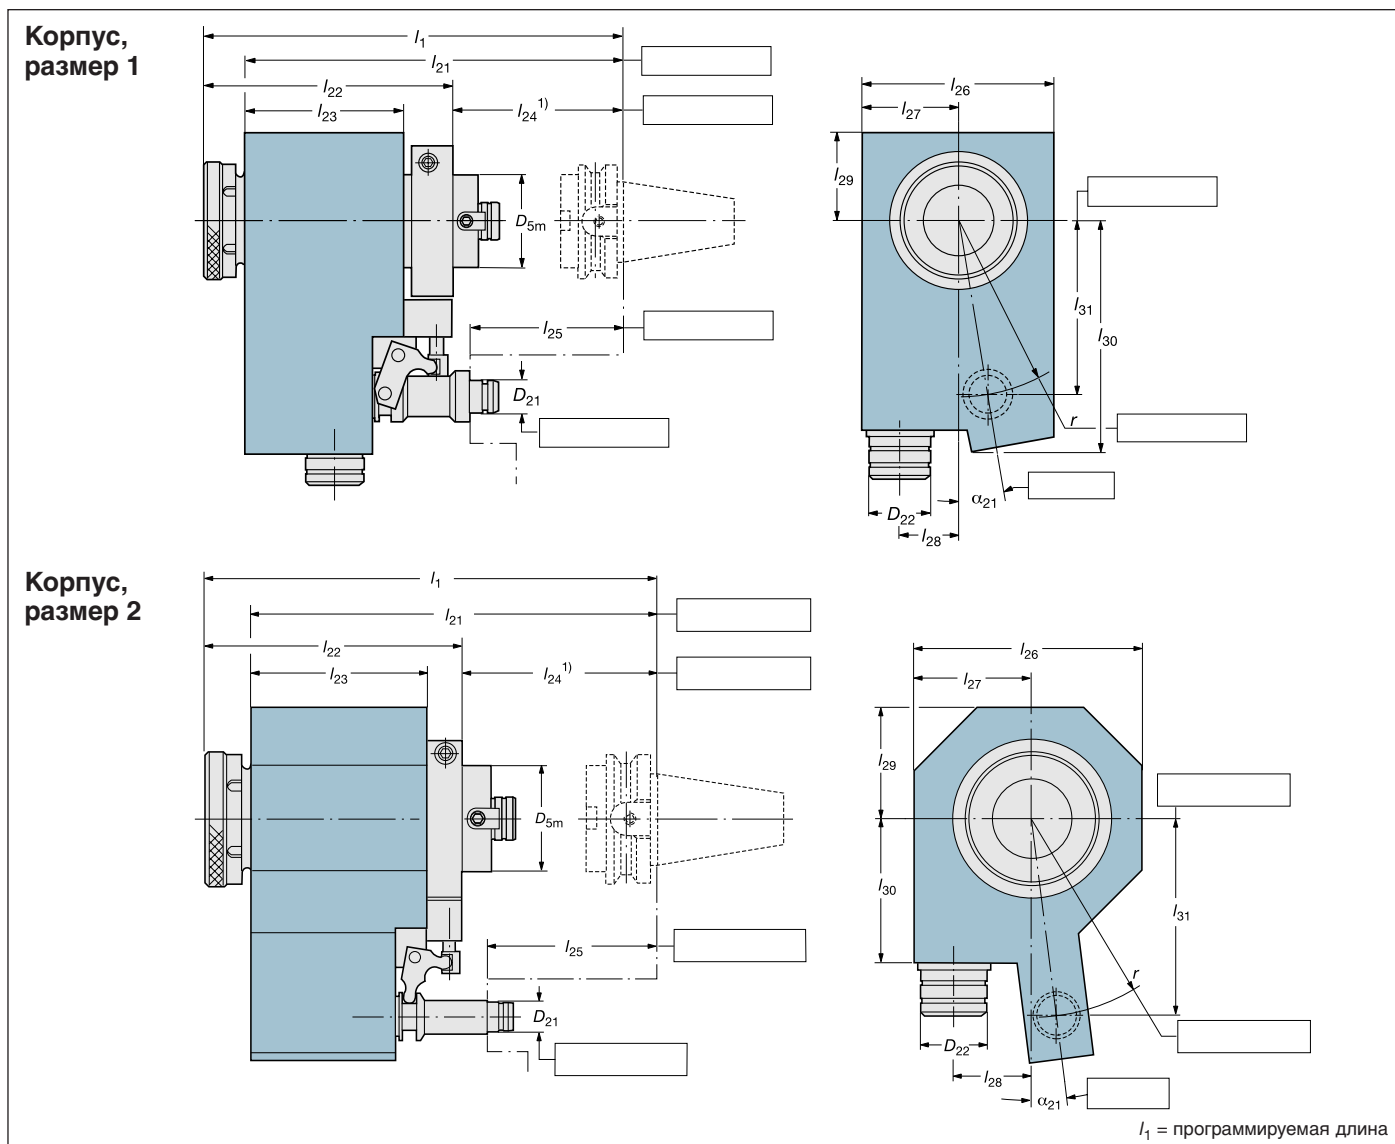 Корпус,
размер 1
l1
l21
l22
l23
l24 1)
D5m
l25
D21
l26
l27
l29
l31
l30
r
α21
D22
l28
Корпус,
размер 2
l1
l21
l22
l23
l24 1)
D5m
l25
D21
l26
l27
l29
l30
l31
r
D22
l28
α21
l1 = программируемая длина